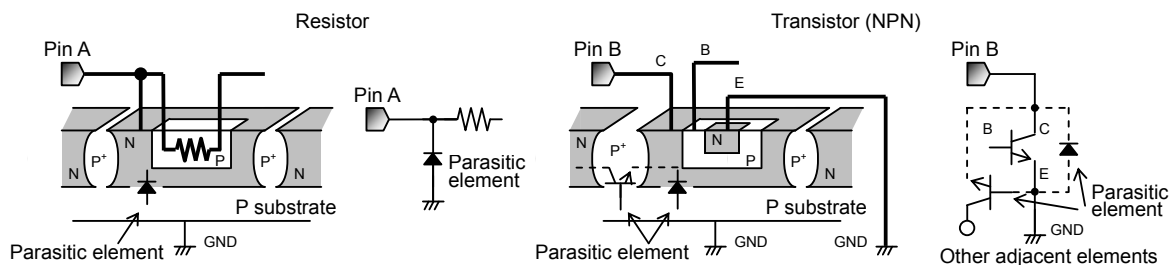 Resistor
Transistor (NPN)
Pin A
Pin A
Pin B
C
B
E
Pin B
N
P+
N
P
P+
N
N
Parasitic
element
P substrate
Parasitic element
GND
N
P+
N
P
P+
N
N
P substrate
Parasitic element
GND
GND
B
C
E
Parasitic
element
GND
Other adjacent elements